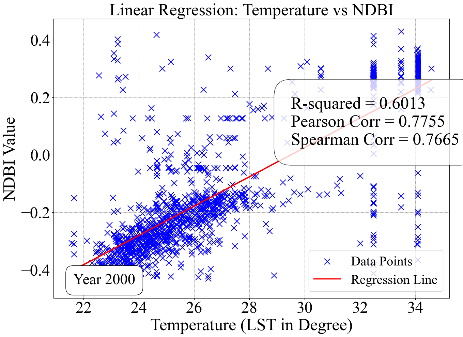 Linear Regression: Temperature vs NDBI
NDBI Value
0.4
0.2
0.0
−0.2
−0.4
R-squared = 0.6013
Pearson Corr = 0.7755
Spearman Corr = 0.7665
Year 2000
Data Points
Regression Line
22 24 26 28 30 32 34
Temperature (LST in Degree)